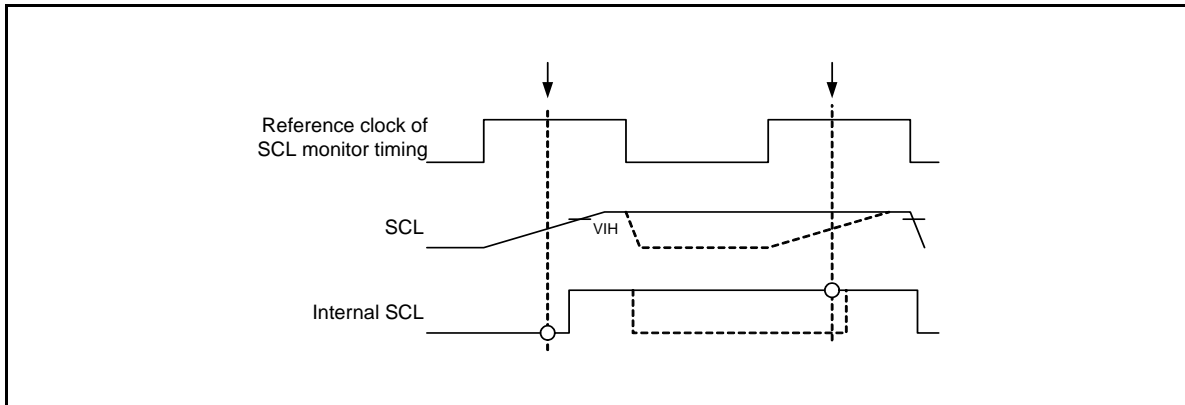 Reference clock of
SCL monitor timing
SCL
VIH
Internal SCL